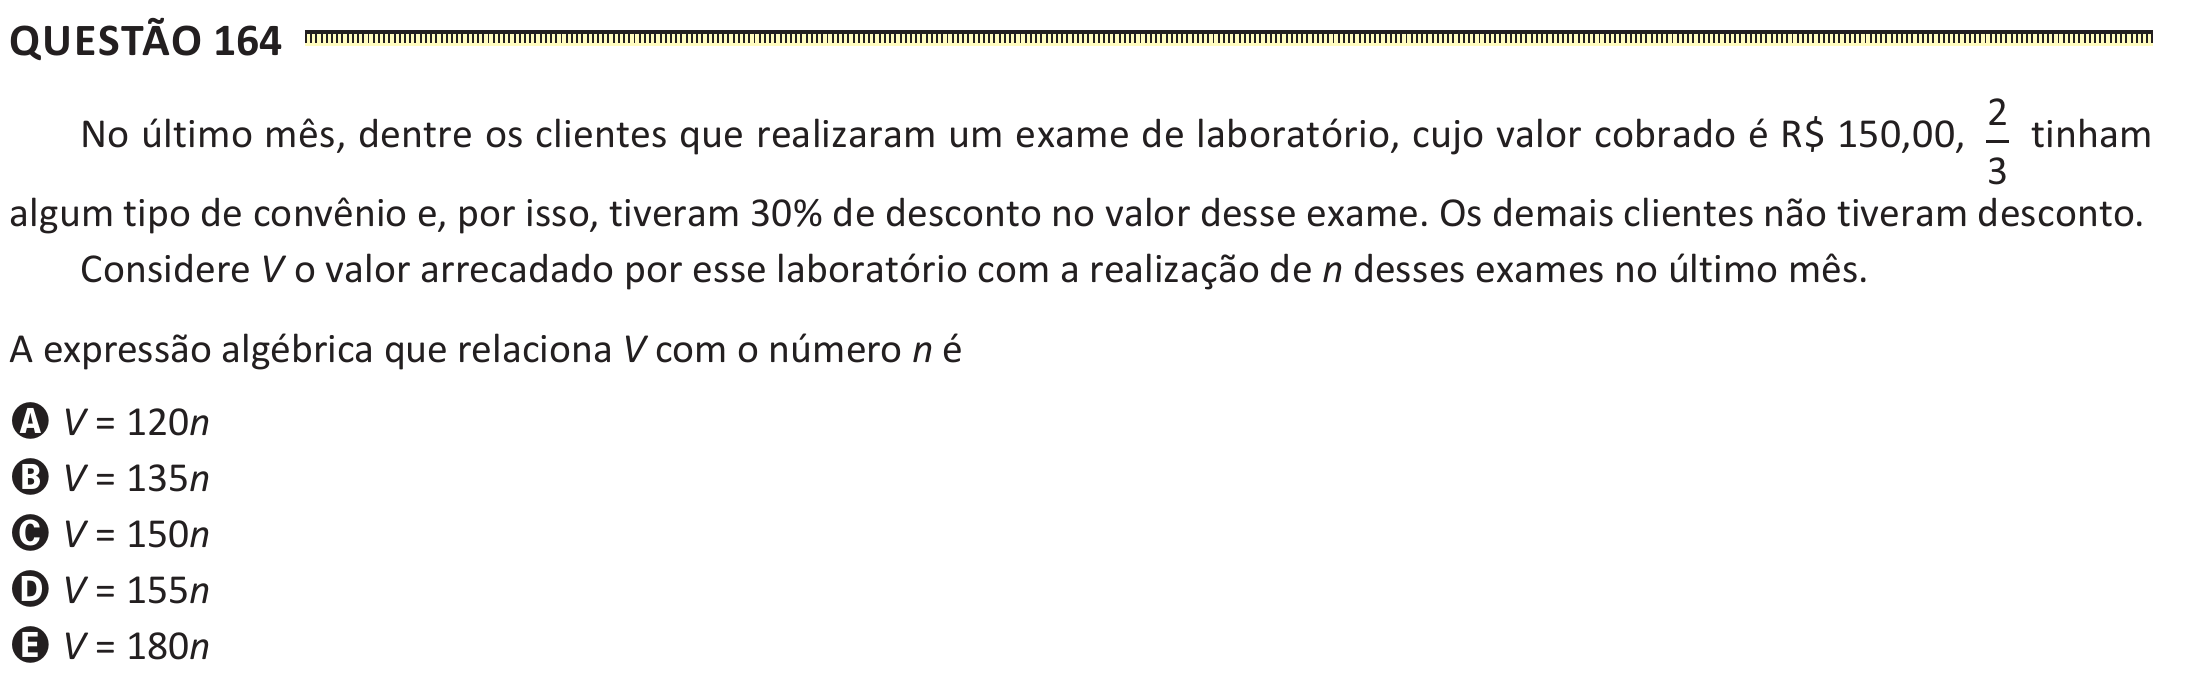 QUESTÃO 164
No último mês, dentre os clientes que realizaram um exame de laboratório, cujo valor cobrado é R$ 150,00, 2/3 tinham
algum tipo de convênio e, por isso, tiveram 30% de desconto no valor desse exame. Os demais clientes não tiveram desconto.
Considere V o valor arrecadado por esse laboratório com a realização de n desses exames no último mês.
A expressão algébrica que relaciona V com o número n é
A V = 120n
B V = 135n
C V = 150n
D V = 155n
E V = 180n